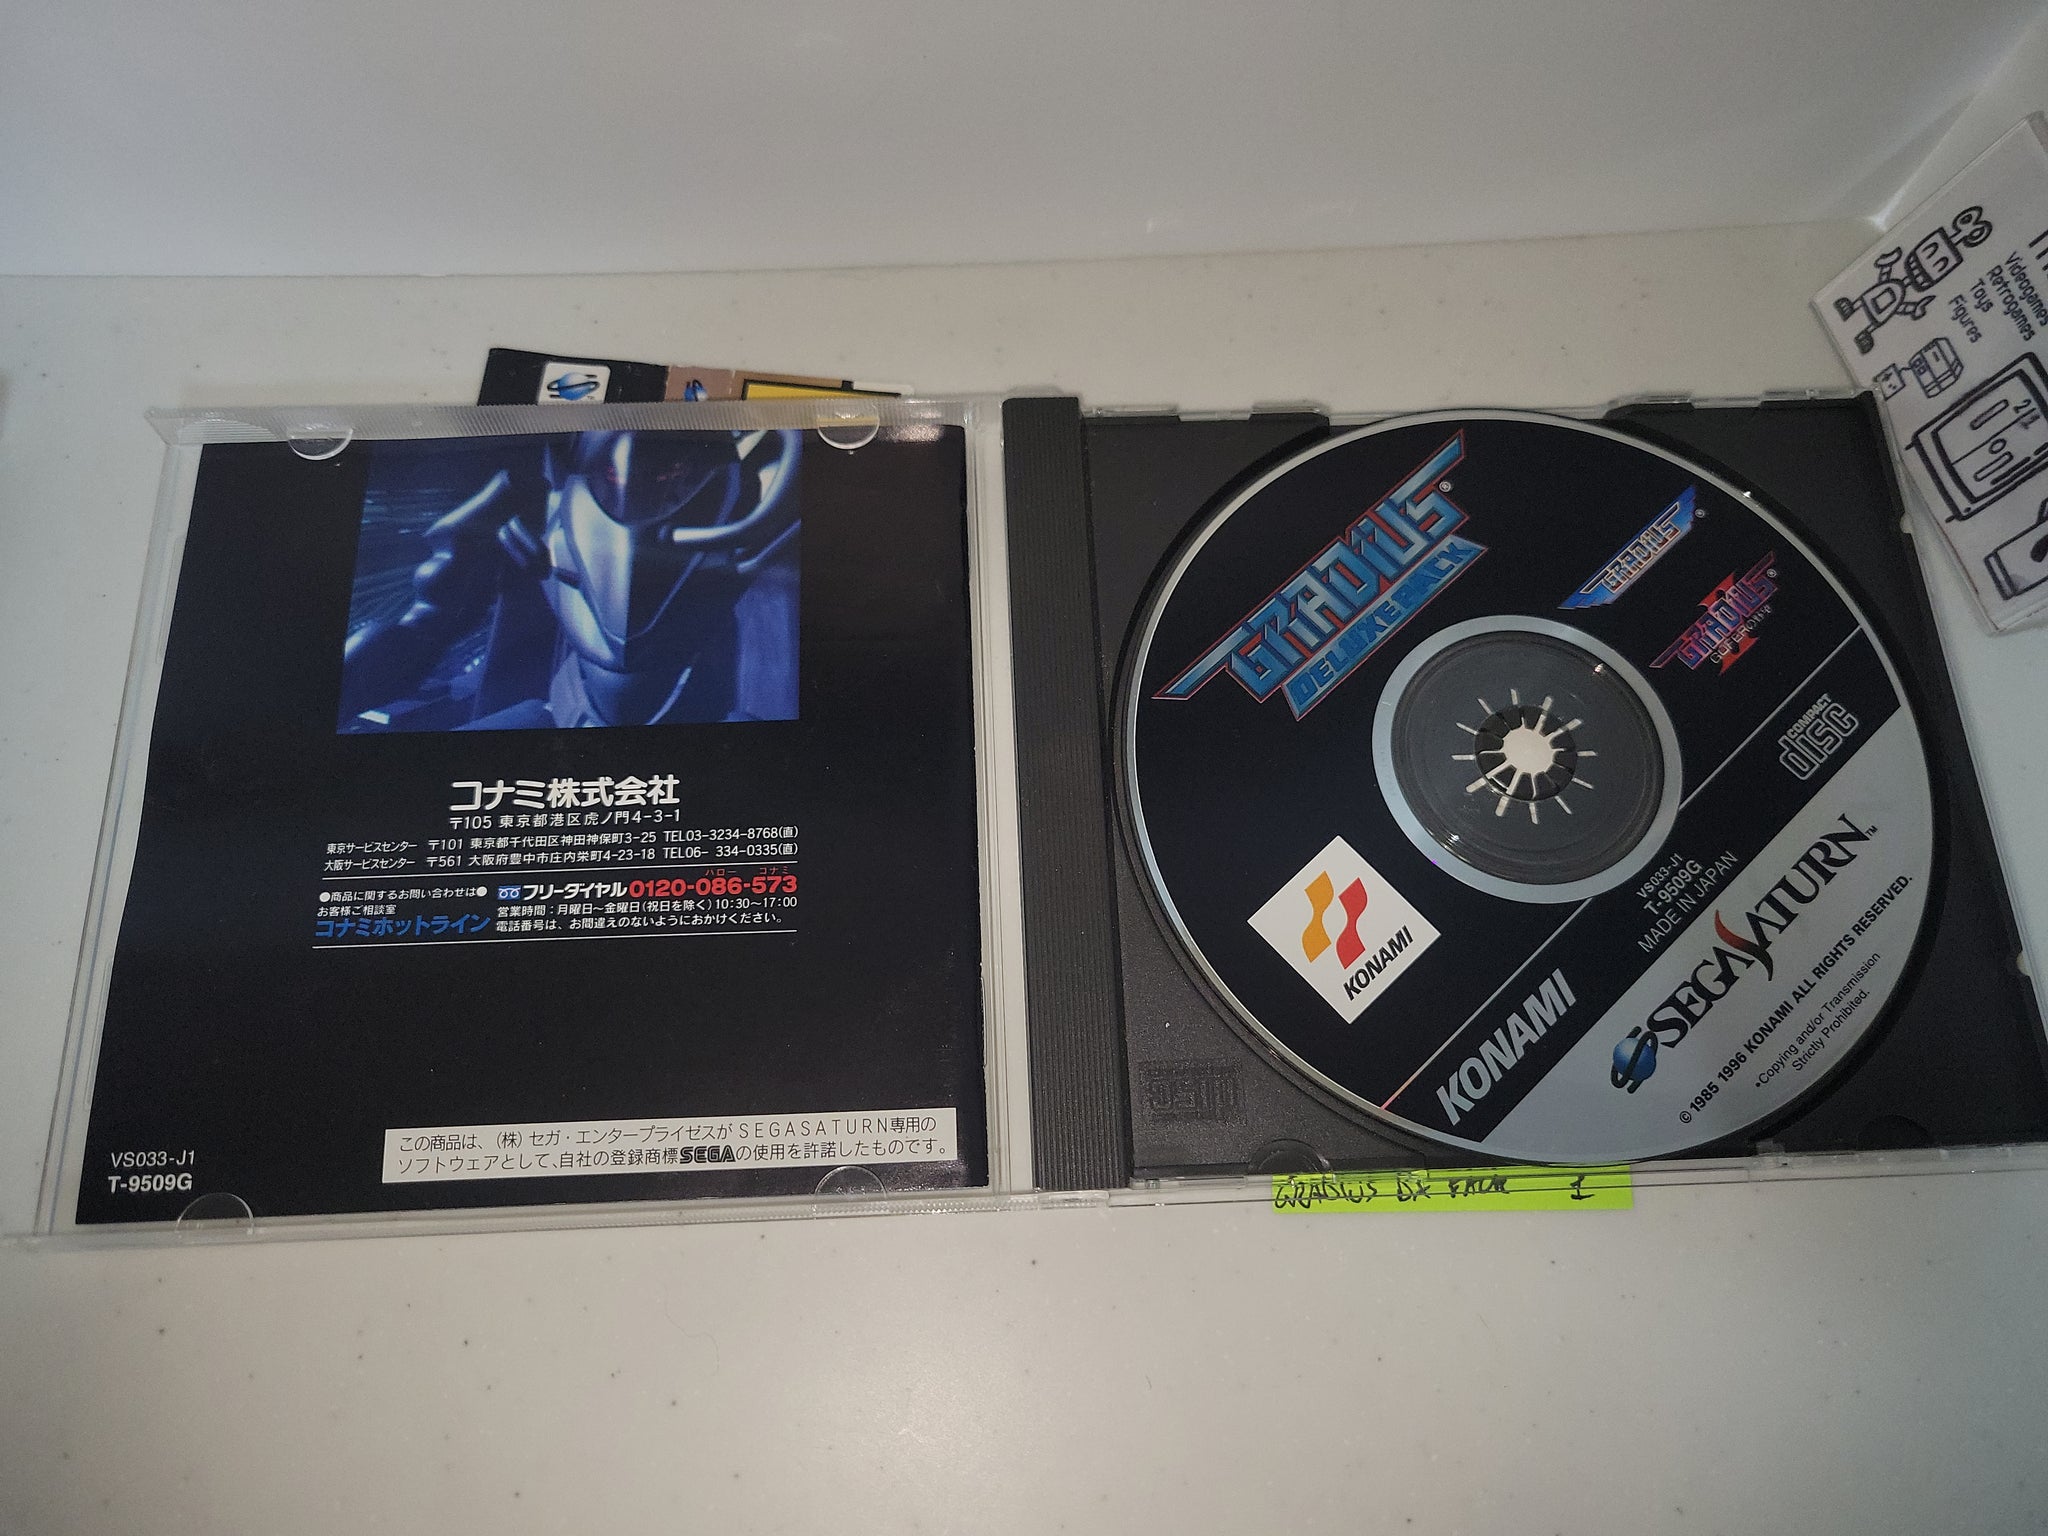 コナミ株式会社
〒105 東京都港区虎ノ門4-3-1
東京サービスセンター 〒101 東京都千代田区神田神保町3-25 TEL03-3234-8768(直)
大阪サービスセンター 〒561 大阪府豊中市庄内栄町4-23-18 TEL06- 334-0335(直)
ハロー コナミ
●商品に関するお問い合わせは● フリーダイヤル 0120-086-573
お客様ご相談室
コナミホットライン
営業時間：月曜日～金曜日(祝日を除く)10:30～17:00
電話番号は、お間違えのないようにおかけください。
この商品は、(株)セガ・エンタープライゼスがSEGASATURN専用の
ソフトウェアとして、自社の登録商標SEGAの使用を許諾したものです。
VS033-J1
T-9509G
GRADIUS®
DELUXE PACK
GRADIUS®
GRADIUS® II
GOFERの野望
COMPACT
disc
KONAMI
VS033-J1
T-9509G
MADE IN JAPAN
KONAMI
SEGA SATURN™
© 1985 1996 KONAMI ALL RIGHTS RESERVED.
•Copying and/or Transmission
Strictly Prohibited.
GRADIUS DX PACK 1
Videogames
Retrogames
Toys
Figures